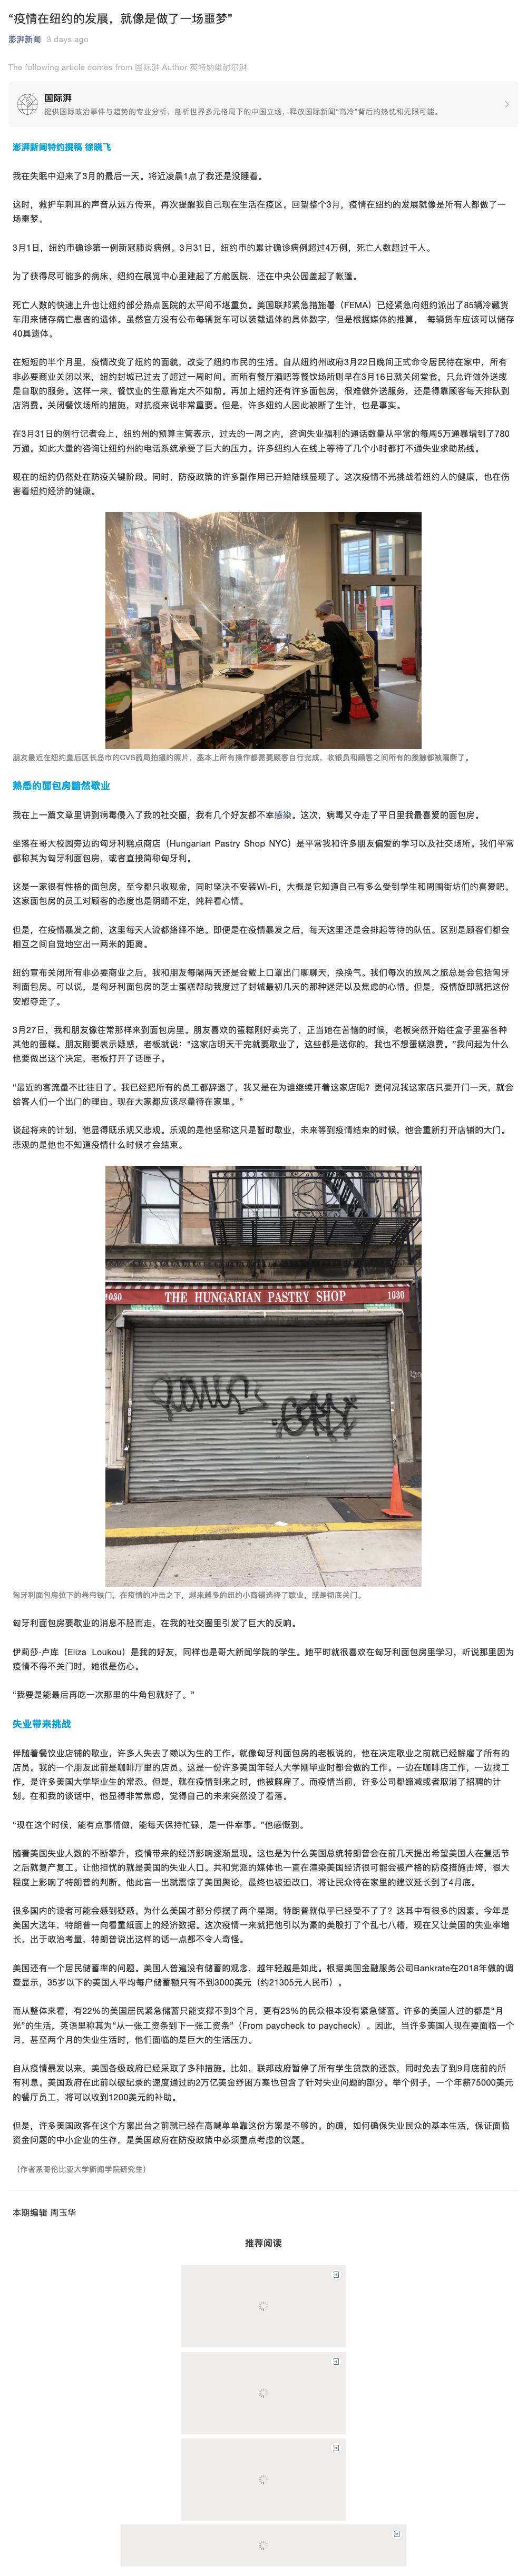 “疫情在纽约的发展，就像是做了一场噩梦”
澎湃新闻 3 days ago
The following article comes from 国际湃 Author 英特纳雄耐尔湃
国际湃
提供国际政治事件与趋势的专业分析，剖析世界多元格局下的中国立场，释放国际新闻“高冷”背后的热忱和无限可能。
澎湃新闻特约撰稿 徐晓飞
我在失眠中迎来了3月的最后一天。将近凌晨1点了我还是没睡着。
这时，救护车刺耳的声音从远方传来，再次提醒我自己现在生活在疫区。回望整个3月，疫情在纽约的发展就像是所有人都做了一
场噩梦。
3月1日，纽约市确诊第一例新冠肺炎病例。3月31日，纽约市的累计确诊病例超过4万例，死亡人数超过千人。
为了获得尽可能多的病床，纽约在展览中心里建起了方舱医院，还在中央公园盖起了帐篷。
死亡人数的快速上升也让纽约部分热点医院的太平间不堪重负。美国联邦紧急措施署（FEMA）已经紧急向纽约派出了85辆冷藏货
车用来储存病亡患者的遗体。虽然官方没有公布每辆货车可以装载遗体的具体数字，但是根据媒体的推算， 每辆货车应该可以储存
40具遗体。
在短短的半个月里，疫情改变了纽约的面貌，改变了纽约市民的生活。自从纽约州政府3月22日晚间正式命令居民待在家中，所有
非必要商业关闭以来，纽约封城已过去了超过一周时间。而所有餐厅酒吧等餐饮场所则早在3月16日就关闭堂食，只允许做外送或
是自取的服务。这样一来，餐饮业的生意肯定大不如前。再加上纽约还有许多面包房，很难做外送服务，还是得靠顾客每天排队到
店消费。关闭餐饮场所的措施，对抗疫来说非常重要。但是，许多纽约人因此被断了生计，也是事实。
在3月31日的例行记者会上，纽约州的预算主管表示，过去的一周之内，咨询失业福利的通话数量从平常的每周5万通暴增到了780
万通。如此大量的咨询让纽约州的电话系统承受了巨大的压力。许多纽约人在线上等待了几个小时都打不通失业求助热线。
现在的纽约仍然处在防疫关键阶段。同时，防疫政策的许多副作用已开始陆续显现了。这次疫情不光挑战着纽约人的健康，也在伤
害着纽约经济的健康。
朋友最近在纽约皇后区长岛市的CVS药局拍摄的照片，基本上所有操作都需要顾客自行完成，收银员和顾客之间所有的接触都被隔断了。
熟悉的面包房黯然歇业
我在上一篇文章里讲到病毒侵入了我的社交圈，我有几个好友都不幸感染。这次，病毒又夺走了平日里我最喜爱的面包房。
坐落在哥大校园旁边的匈牙利糕点商店（Hungarian Pastry Shop NYC）是平常我和许多朋友偏爱的学习以及社交场所。我们平常
都称其为匈牙利面包房，或者直接简称匈牙利。
这是一家很有性格的面包房，至今都只收现金，同时坚决不安装Wi-Fi，大概是它知道自己有多么受到学生和周围街坊们的喜爱吧。
这家面包房的员工对顾客的态度也是阴晴不定，纯粹看心情。
但是，在疫情暴发之前，这里每天人流都络绎不绝。即便是在疫情暴发之后，每天这里还是会排起等待的队伍。区别是顾客们都会
相互之间自觉地空出一两米的距离。
纽约宣布关闭所有非必要商业之后，我和朋友每隔两天还是会戴上口罩出门聊聊天，换换气。我们每次的放风之旅总是会包括匈牙
利面包房。可以说，是匈牙利面包房的芝士蛋糕帮助我度过了封城最初几天的那种迷茫以及焦虑的心情。但是，疫情旋即就把这份
安慰夺走了。
3月27日，我和朋友像往常那样来到面包房里。朋友喜欢的蛋糕刚好卖完了，正当她在苦恼的时候，老板突然开始往盒子里塞各种
其他的蛋糕。朋友刚要表示疑惑，老板就说：“这家店明天干完就要歇业了，这些都是送你的，我也不想蛋糕浪费。”我问起为什么
他要做出这个决定，老板打开了话匣子。
“最近的客流量不比往日了。我已经把所有的员工都辞退了，我又是在为谁继续开着这家店呢？更何况我这家店只要开门一天，就会
给客人们一个出门的理由。现在大家都应该尽量待在家里。”
谈起将来的计划，他显得既乐观又悲观。乐观的是他坚称这只是暂时歇业，未来等到疫情结束的时候，他会重新打开店铺的大门。
悲观的是他也不知道疫情什么时候才会结束。
1030 THE HUNGARIAN PASTRY SHOP 1030
匈牙利面包房拉下的卷帘铁门，在疫情的冲击之下，越来越多的纽约小商铺选择了歇业，或是彻底关门。
匈牙利面包房要歇业的消息不胫而走，在我的社交圈里引发了巨大的反响。
伊莉莎·卢库（Eliza Loukou）是我的好友，同样也是哥大新闻学院的学生。她平时就很喜欢在匈牙利面包房里学习，听说那里因为
疫情不得不关门时，她很是伤心。
“我要是能最后再吃一次那里的牛角包就好了。”
失业带来挑战
伴随着餐饮业店铺的歇业，许多人失去了赖以为生的工作。就像匈牙利面包房的老板说的，他在决定歇业之前就已经解雇了所有的
店员。我的一个朋友此前是咖啡厅里的店员。这是一份许多美国年轻人大学刚毕业时都会做的工作。一边在咖啡店工作，一边找工
作，是许多美国大学毕业生的常态。但是，就在疫情到来之时，他被解雇了。而疫情当前，许多公司都缩减或者取消了招聘的计
划。在和我的谈话中，他显得非常焦虑，觉得自己的未来突然没了着落。
“现在这个时候，能有点事情做，能每天保持忙碌，是一件幸事。”他感慨到。
随着美国失业人数的不断攀升，疫情带来的经济影响逐渐显现。这也是为什么美国总统特朗普会在前几天提出希望美国人在复活节
之后就复产复工。让他担忧的就是美国的失业人口。共和党派的媒体也一直在渲染美国经济很可能会被严格的防疫措施击垮，很大
程度上影响了特朗普的判断。他此言一出就震惊了美国舆论，最终也被迫改口，将让民众待在家里的建议延长到了4月底。
很多国内的读者可能会感到疑惑。为什么美国才部分停摆了两个星期，特朗普就似乎已经受不了了？这其中有很多的因素。今年是
美国大选年，特朗普一向看重纸面上的经济数据。这次疫情一来就把他引以为豪的美股打了个乱七八糟，现在又让美国的失业率增
长。出于政治考量，特朗普说出这样的话一点都不令人奇怪。
美国还有一个居民储蓄率的问题。美国人普遍没有储蓄的观念，越年轻越是如此。根据美国金融服务公司Bankrate在2018年做的调
查显示，35岁以下的美国人平均每户储蓄额只有不到3000美元（约21305元人民币）。
而从整体来看，有22%的美国居民紧急储蓄只能支撑不到3个月，更有23%的民众根本没有紧急储蓄。许多的美国人过的都是“月
光”的生活，英语里称其为“从一张工资条到下一张工资条”（From paycheck to paycheck）。因此，当许多美国人现在要面临一个
月，甚至两个月的失业生活时，他们面临的是巨大的生活压力。
自从疫情暴发以来，美国各级政府已经采取了多种措施。比如，联邦政府暂停了所有学生贷款的还款，同时免去了到9月底前的所
有利息。美国政府在此前以破纪录的速度通过的2万亿美金纾困方案也包含了针对失业问题的部分。举个例子，一个年薪75000美元
的餐厅员工，将可以收到1200美元的补助。
但是，许多美国政客在这个方案出台之前就已经在高喊单单靠这份方案是不够的。的确，如何确保失业民众的基本生活，保证面临
资金问题的中小企业的生存，是美国政府在防疫政策中必须重点考虑的议题。
（作者系哥伦比亚大学新闻学院研究生）
本期编辑 周玉华
推荐阅读